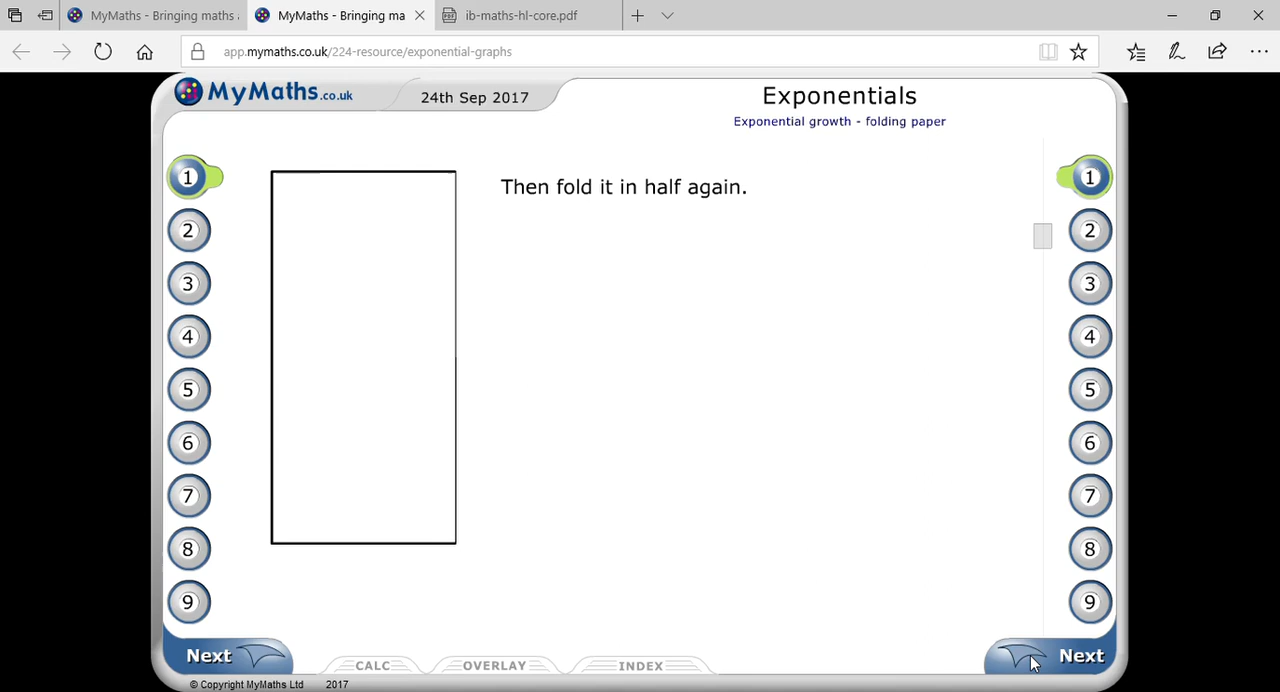 MyMaths - Bringing maths
MyMaths - Bringing ma
ib-maths-hl-core.pdf
app.mymaths.co.uk/224-resource/exponential-graphs
MyMaths.co.uk
24th Sep 2017
Exponentials
Exponential growth - folding paper
Then fold it in half again.
1
2
3
4
5
6
7
8
9
1
2
3
4
5
6
7
8
9
Next
CALC
OVERLAY
INDEX
Next
© Copyright MyMaths Ltd 2017